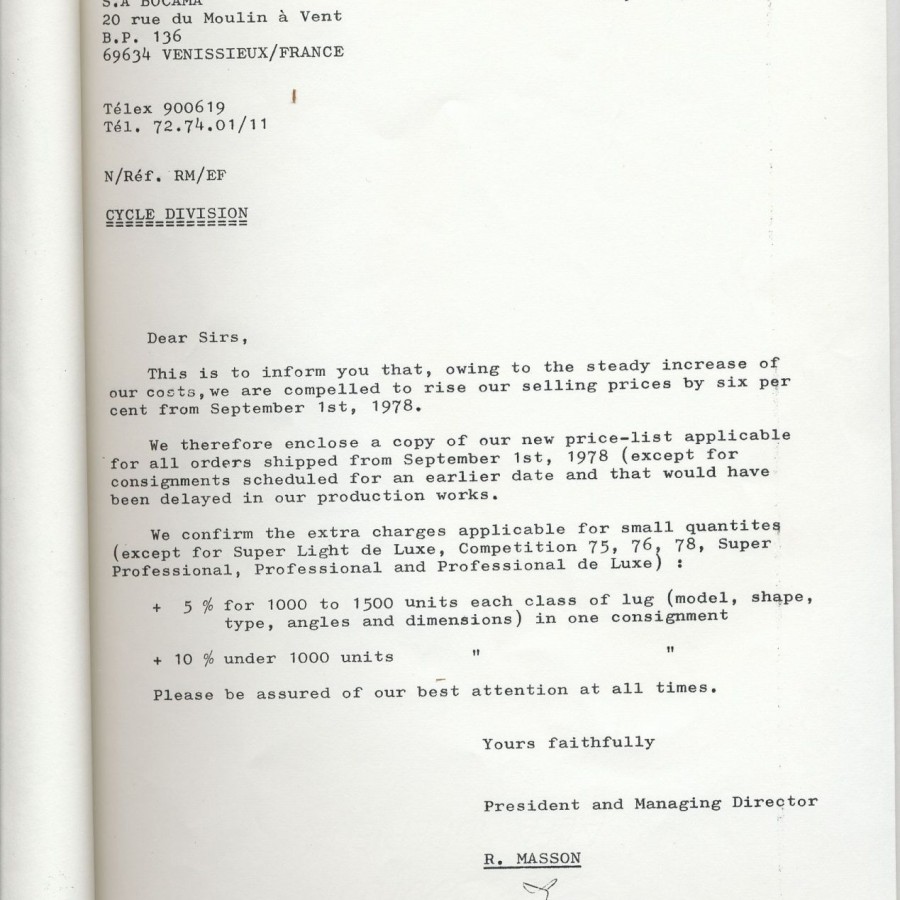 S.A BOCAMA
20 rue du Moulin à Vent
B.P. 136
69634 VENISSIEUX/FRANCE
Télex 900619
Tél. 72.74.01/11
N/Réf. RM/EF
CYCLE DIVISION
Dear Sirs,
This is to inform you that, owing to the steady increase of
our costs,we are compelled to rise our selling prices by six per
cent from September 1st, 1978.
We therefore enclose a copy of our new price-list applicable
for all orders shipped from September 1st, 1978 (except for
consignments scheduled for an earlier date and that would have
been delayed in our production works.
We confirm the extra charges applicable for small quantites
(except for Super Light de Luxe, Competition 75, 76, 78, Super
Professional, Professional and Professional de Luxe) :
+ 5 % for 1000 to 1500 units each class of lug (model, shape,
type, angles and dimensions) in one consignment
+ 10 % under 1000 units " "
Please be assured of our best attention at all times.
Yours faithfully
President and Managing Director
R. MASSON